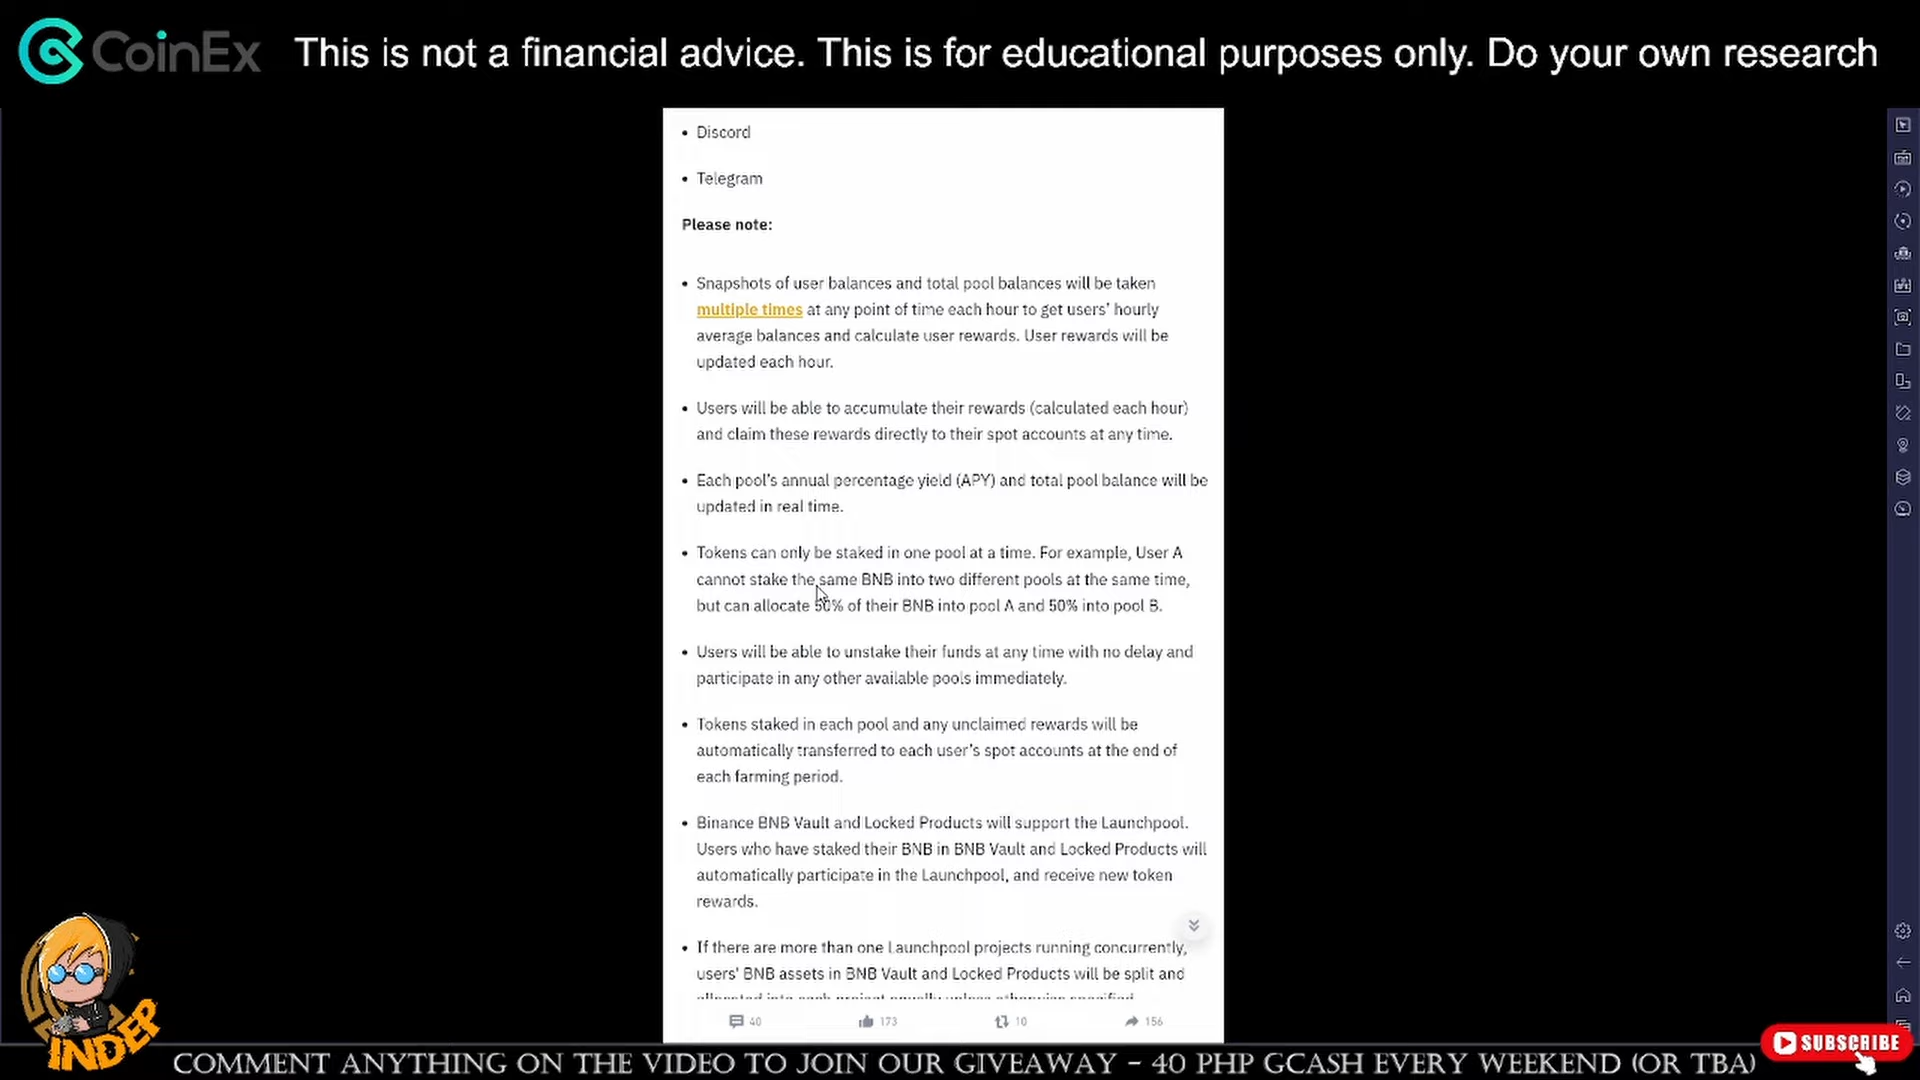 CoinEx This is not a financial advice. This is for educational purposes only. Do your own research
• Discord
• Telegram
Please note:
• Snapshots of user balances and total pool balances will be taken
multiple times at any point of time each hour to get users' hourly
average balances and calculate user rewards. User rewards will be
updated each hour.
• Users will be able to accumulate their rewards (calculated each hour)
and claim these rewards directly to their spot accounts at any time.
• Each pool's annual percentage yield (APY) and total pool balance will be
updated in real time.
• Tokens can only be staked in one pool at a time. For example, User A
cannot stake the same BNB into two different pools at the same time,
but can allocate 50% of their BNB into pool A and 50% into pool B.
• Users will be able to unstake their funds at any time with no delay and
participate in any other available pools immediately.
• Tokens staked in each pool and any unclaimed rewards will be
automatically transferred to each user's spot accounts at the end of
each farming period.
• Binance BNB Vault and Locked Products will support the Launchpool.
Users who have staked their BNB in BNB Vault and Locked Products will
automatically participate in the Launchpool, and receive new token
rewards.
• If there are more than one Launchpool projects running concurrently,
users' BNB assets in BNB Vault and Locked Products will be split and
allocated into each project equally unless otherwise specified.
40 173 10 156
INDEP
COMMENT ANYTHING ON THE VIDEO TO JOIN OUR GIVEAWAY – 40 PHP GCASH EVERY WEEKEND (OR TBA)
SUBSCRIBE